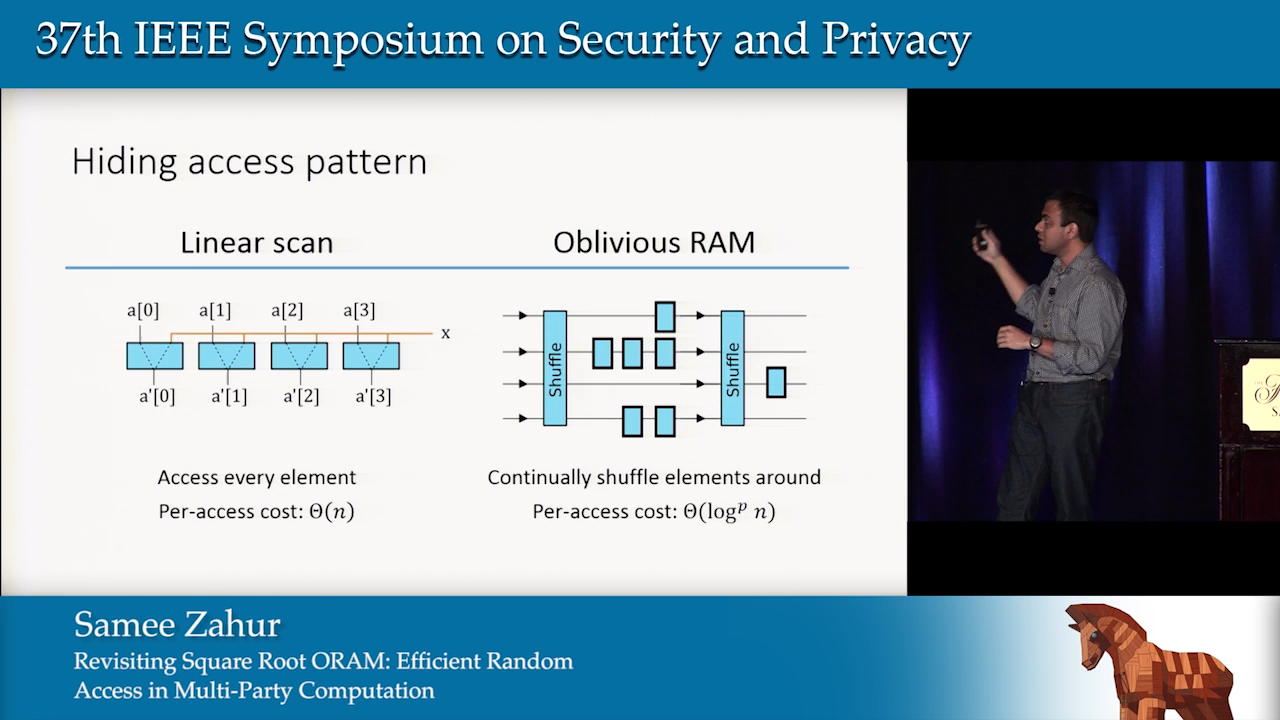 37th IEEE Symposium on Security and Privacy
Hiding access pattern
Linear scan
a[0] a[1] a[2] a[3]
x
a'[0] a'[1] a'[2] a'[3]
Access every element
Per-access cost: Θ(n)
Oblivious RAM
Shuffle
Shuffle
Continually shuffle elements around
Per-access cost: Θ(logᵖ n)
Samee Zahur
Revisiting Square Root ORAM: Efficient Random
Access in Multi-Party Computation